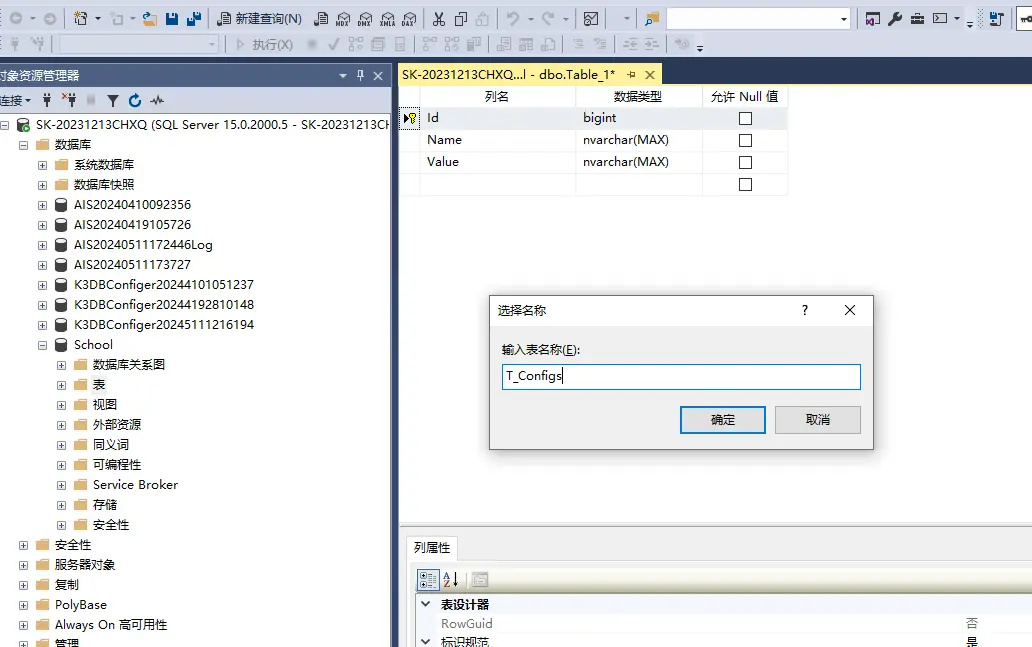 新建查询(N)
MDX DMX XMLA DAX
执行(X)
对象资源管理器
连接
SK-20231213CHXQ (SQL Server 15.0.2000.5 - SK-20231213CH
数据库
系统数据库
数据库快照
AIS20240410092356
AIS20240419105726
AIS20240511172446Log
AIS20240511173727
K3DBConfiger20244101051237
K3DBConfiger20244192810148
K3DBConfiger20245111216194
School
数据库关系图
表
视图
外部资源
同义词
可编程性
Service Broker
存储
安全性
安全性
服务器对象
复制
PolyBase
Always On 高可用性
管理
SK-20231213CHXQ...l - dbo.Table_1*
列名 数据类型 允许 Null 值
Id bigint
Name nvarchar(MAX)
Value nvarchar(MAX)
选择名称 ?
输入表名称(E):
T_Configs
确定 取消
列属性
表设计器
RowGuid 否
标识规范 是